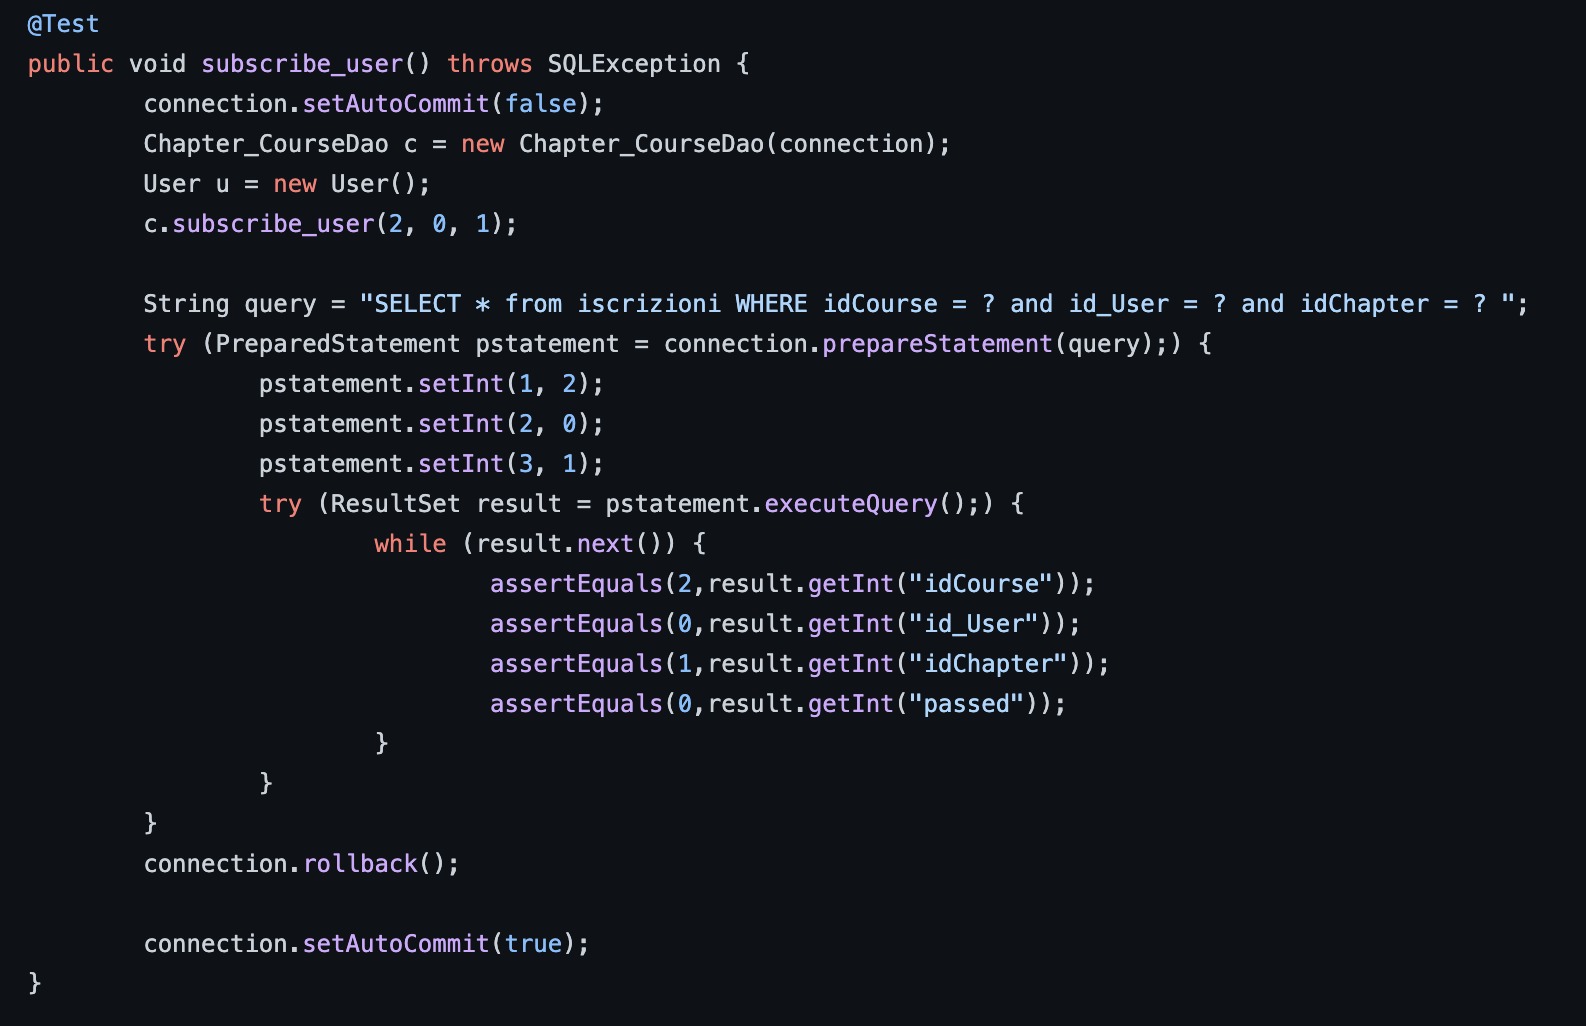 @Test
public void subscribe_user() throws SQLException {
        connection.setAutoCommit(false);
        Chapter_CourseDao c = new Chapter_CourseDao(connection);
        User u = new User();
        c.subscribe_user(2, 0, 1);

        String query = "SELECT * from iscrizioni WHERE idCourse = ? and id_User = ? and idChapter = ? ";
        try (PreparedStatement pstatement = connection.prepareStatement(query);) {
                pstatement.setInt(1, 2);
                pstatement.setInt(2, 0);
                pstatement.setInt(3, 1);
                try (ResultSet result = pstatement.executeQuery();) {
                        while (result.next()) {
                                assertEquals(2,result.getInt("idCourse"));
                                assertEquals(0,result.getInt("id_User"));
                                assertEquals(1,result.getInt("idChapter"));
                                assertEquals(0,result.getInt("passed"));
                        }
                }
        }
        connection.rollback();

        connection.setAutoCommit(true);
}